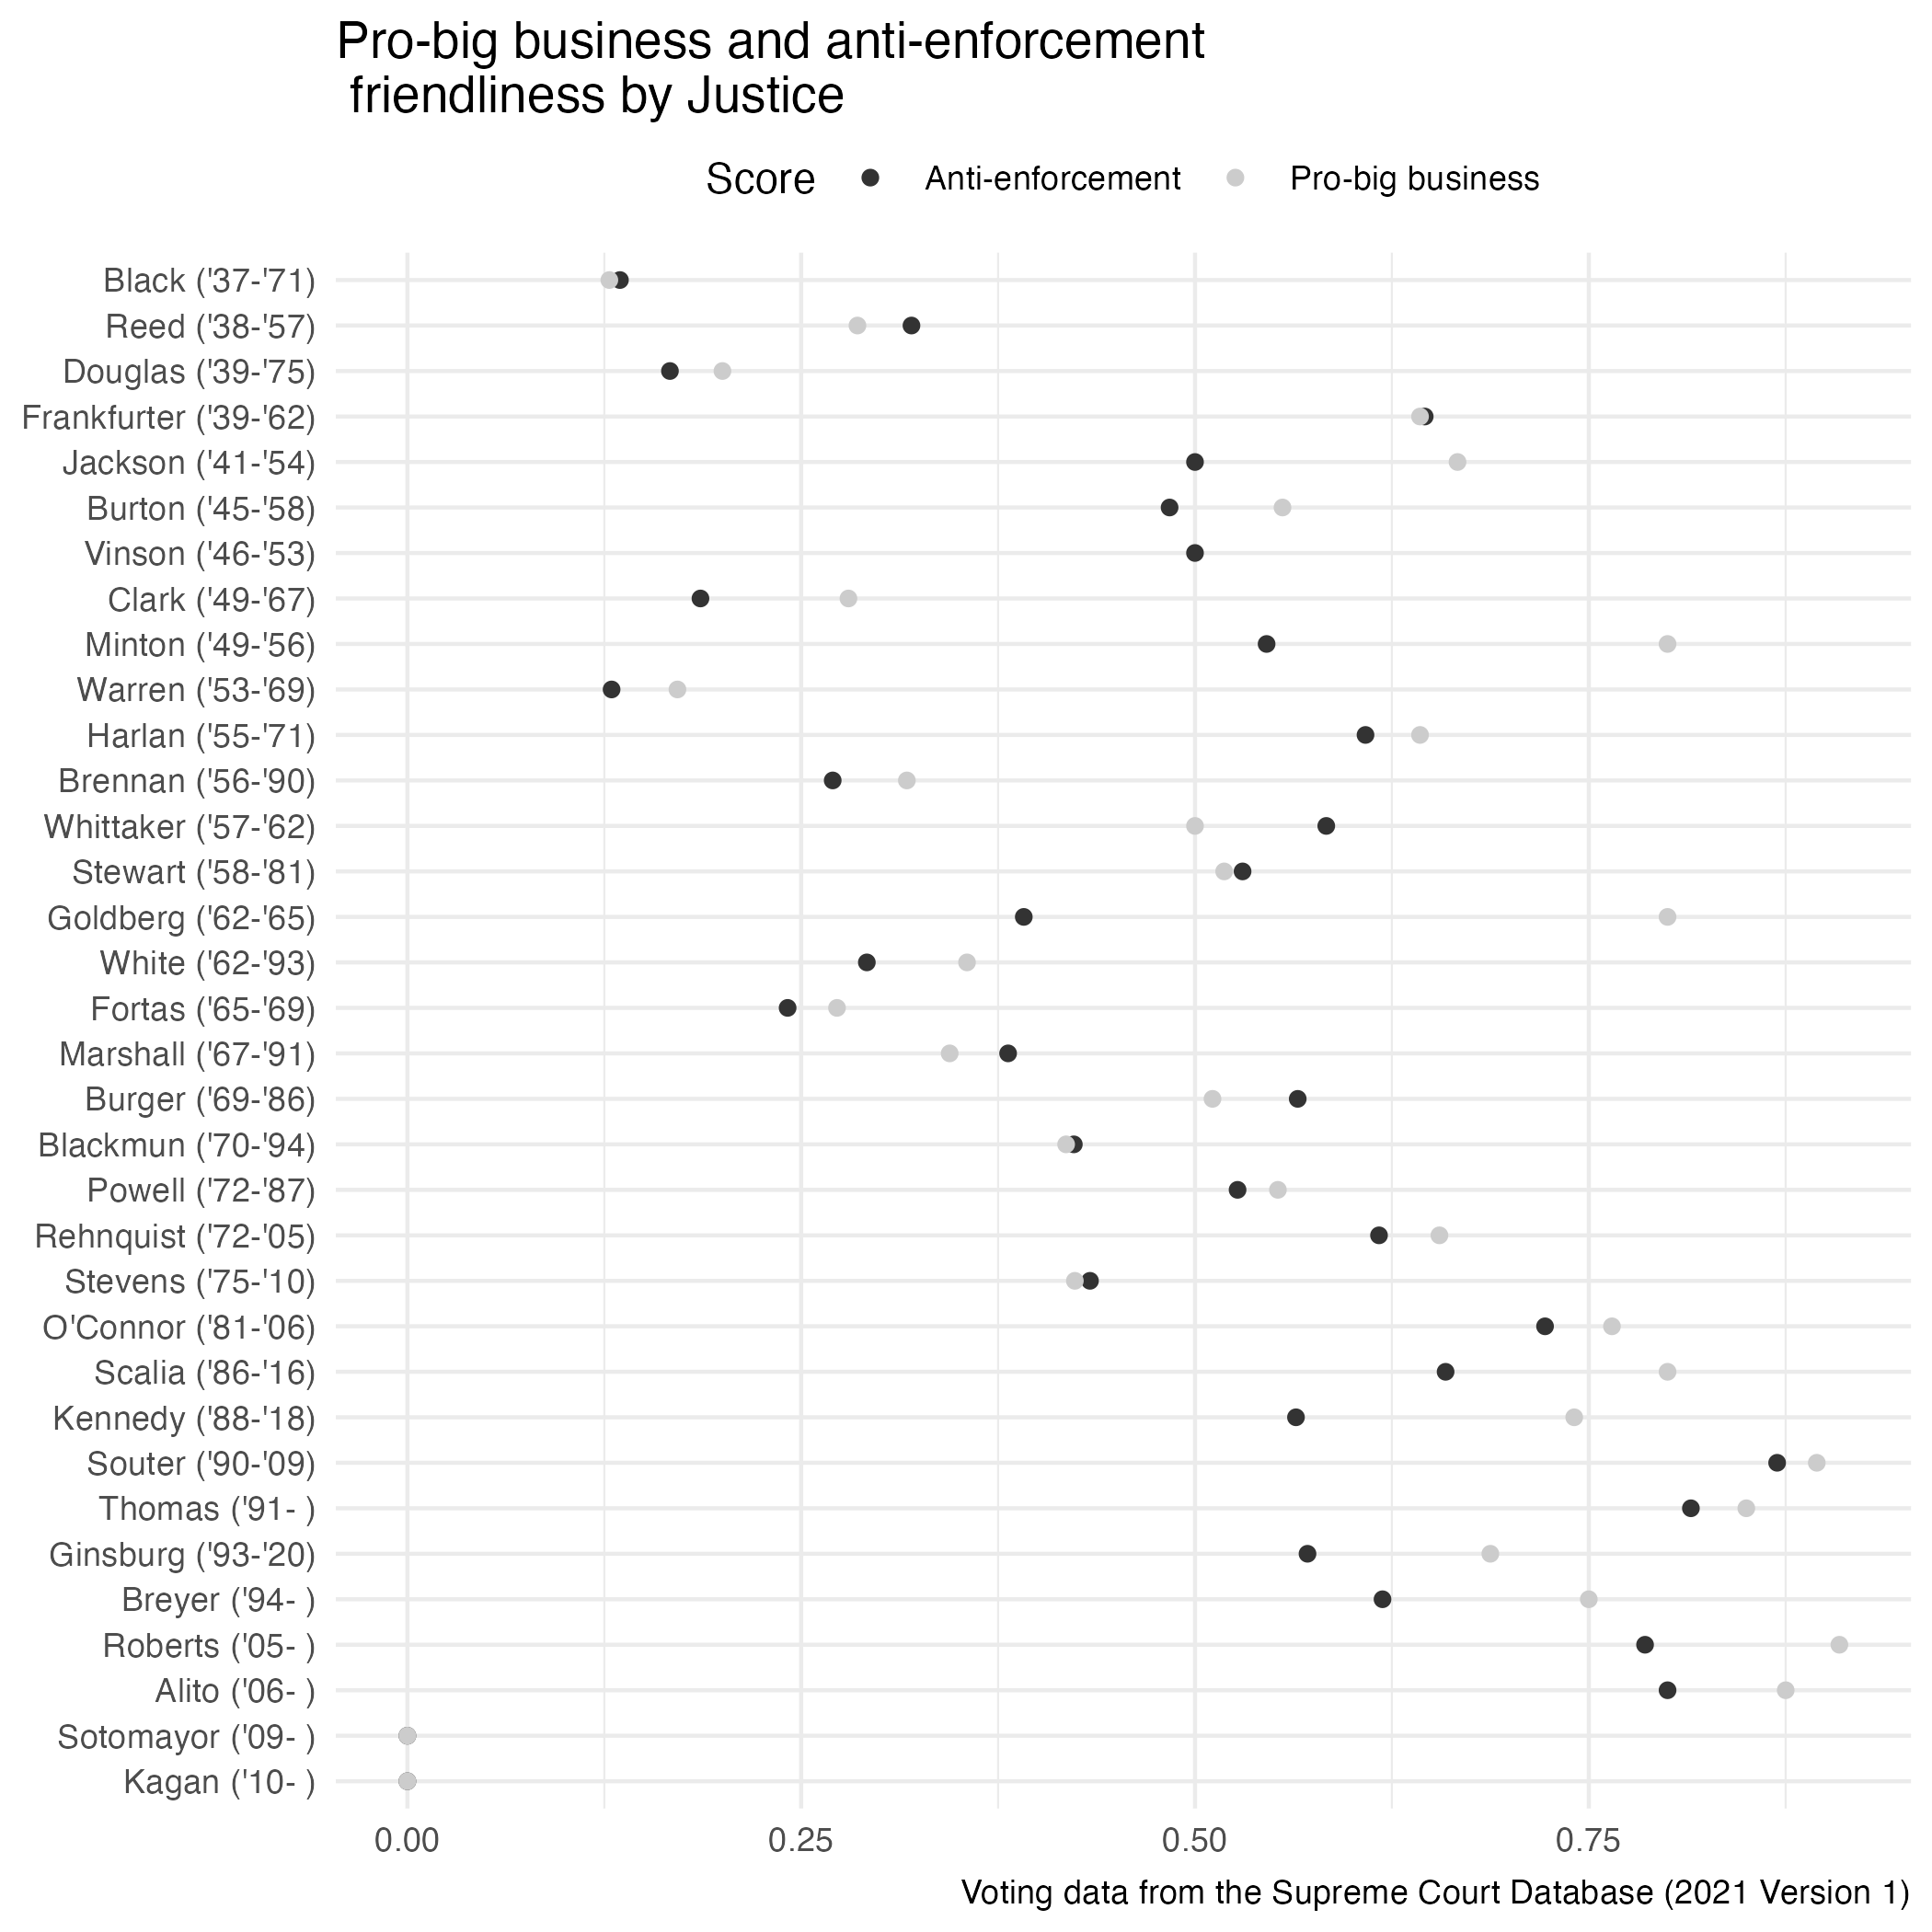 Pro-big business and anti-enforcement
friendliness by Justice
Score Anti-enforcement Pro-big business
Black ('37-'71)
Reed ('38-'57)
Douglas ('39-'75)
Frankfurter ('39-'62)
Jackson ('41-'54)
Burton ('45-'58)
Vinson ('46-'53)
Clark ('49-'67)
Minton ('49-'56)
Warren ('53-'69)
Harlan ('55-'71)
Brennan ('56-'90)
Whittaker ('57-'62)
Stewart ('58-'81)
Goldberg ('62-'65)
White ('62-'93)
Fortas ('65-'69)
Marshall ('67-'91)
Burger ('69-'86)
Blackmun ('70-'94)
Powell ('72-'87)
Rehnquist ('72-'05)
Stevens ('75-'10)
O'Connor ('81-'06)
Scalia ('86-'16)
Kennedy ('88-'18)
Souter ('90-'09)
Thomas ('91- )
Ginsburg ('93-'20)
Breyer ('94- )
Roberts ('05- )
Alito ('06- )
Sotomayor ('09- )
Kagan ('10- )
0.00 0.25 0.50 0.75
Voting data from the Supreme Court Database (2021 Version 1)